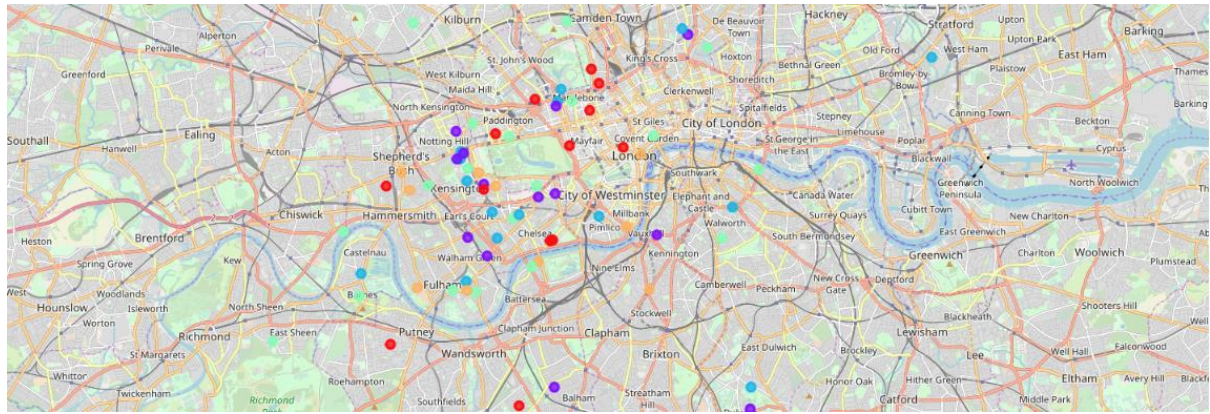 Kilburn
Camden Town
De Beauvoir
Town
Hackney
Stratford
Upton
Barking
Alperton
Perivale
Upton Park
Greenford
St. John's Wood
King's Cross
Hoxton
Old Ford
West Ham
East Ham
West Kilburn
Shoreditch
Bethnal Green
Bromley-by-
Bow
Plaistow
Thames
Maida Hill
Marylebone
Clerkenwell
North Kensington
Spitalfields
Canning Town
Barking
Paddington
St Giles
City of London
Stepney
Limehouse
Poplar
Beckton
Southall
Hanwell
Ealing
Acton
Notting Hill
Mayfair
Covent Garden
St George in
the East
Cyprus
Shepherd's
Bush
London
Blackwall
Southwark
Greenwich
Peninsula
North Woolwich
Kensington
City of Westminster
Elephant and
Castle
Canada Water
Chiswick
Hammersmith
Earl's Court
Millbank
Pimlico
Surrey Quays
Cubitt Town
New Charlton
Chelsea
Walworth
Heston
Brentford
Vauxhall
South Bermondsey
East Greenwich
Charlton
Castelnau
Walham Green
Kennington
Greenwich
Woolwich
Spring Grove
Kew
Nine Elms
New Cross
Gate
Deptford
Plumstead
West
Woodlands
Barnes
Fulham
Battersea
Camberwell
Peckham
Hounslow
Isleworth
North Sheen
Stockwell
Blackheath
Shooters Hill
Worton
East Sheen
Putney
Clapham Junction
Clapham
Lewisham
Richmond
St Margarets
Wandsworth
Brixton
East Dulwich
Brockley
Lee
Well Hall
Falconwood
Whitton
Roehampton
Honor Oak
Hither Green
Eltham
Avery Hill
Twickenham
Richmond
Southfields
Balham
Streatham
Hill
Catford
Middle Park